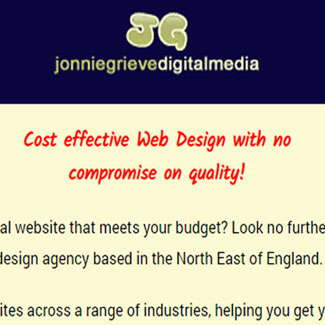 JG
jonniegrievedigitalmedia
Cost effective Web Design with no
compromise on quality!
al website that meets your budget? Look no furthe
design agency based in the North East of England.
ites across a range of industries, helping you get y